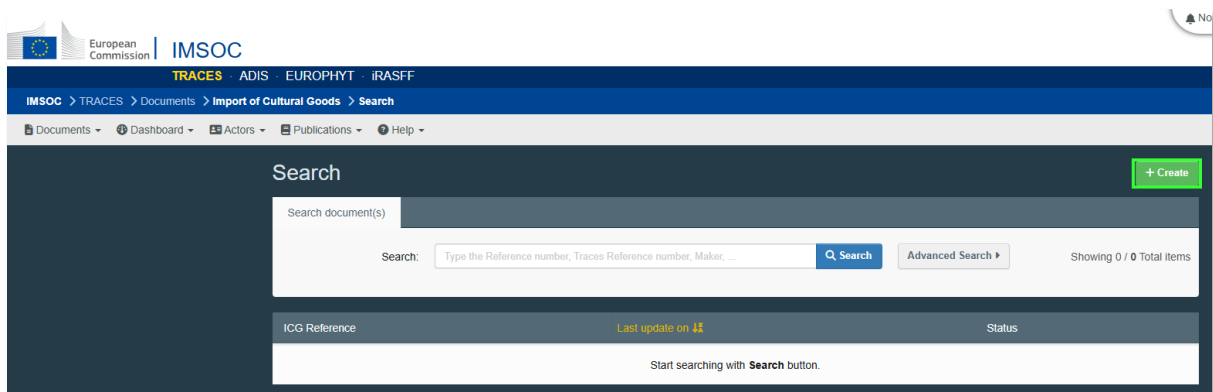 No
European
Commission
IMSOC
TRACES · ADIS · EUROPHYT · iRASFF
IMSOC > TRACES > Documents > Import of Cultural Goods > Search
Documents Dashboard Actors Publications Help
Search
+ Create
Search document(s)
Search: Type the Reference number, Traces Reference number, Maker, ... Search Advanced Search Showing 0 / 0 Total items
ICG Reference Last update on Status
Start searching with Search button.